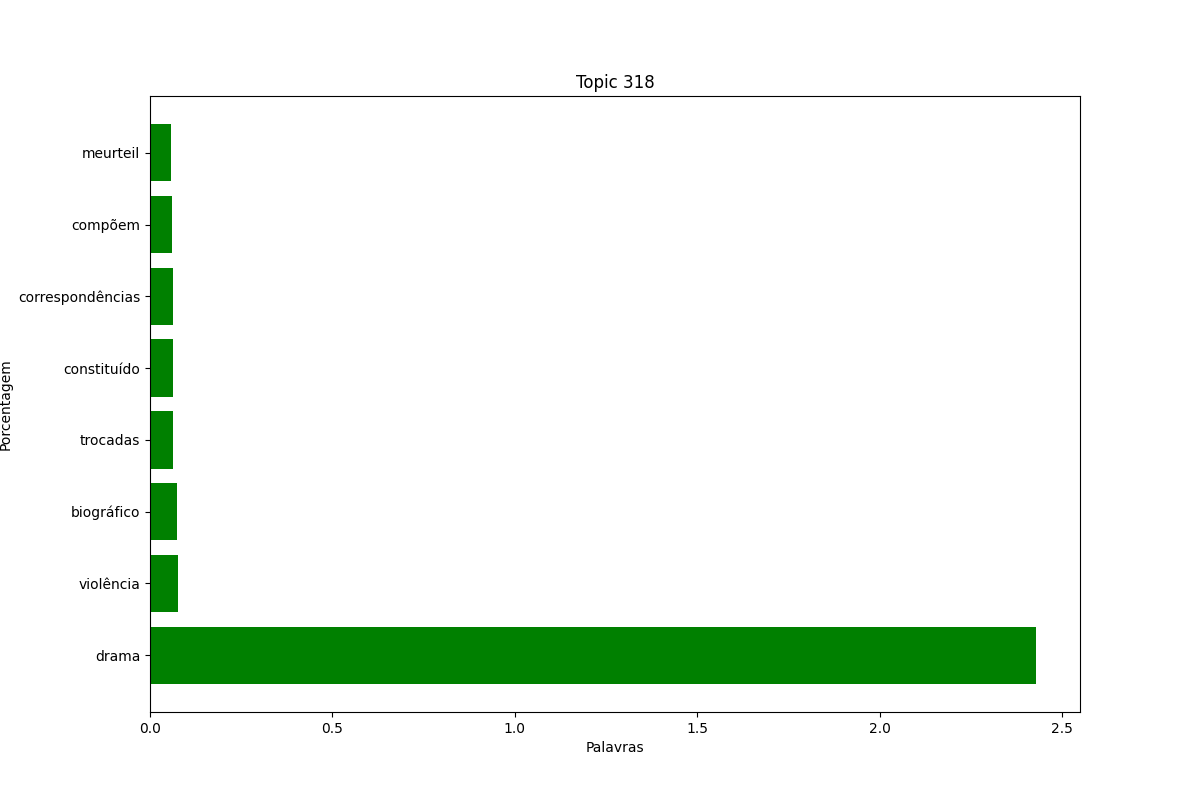 Topic 318
meurteil
compõem
correspondências
constituído
trocadas
biográfico
violência
drama
Porcentagem
0.0 0.5 1.0 1.5 2.0 2.5
Palavras